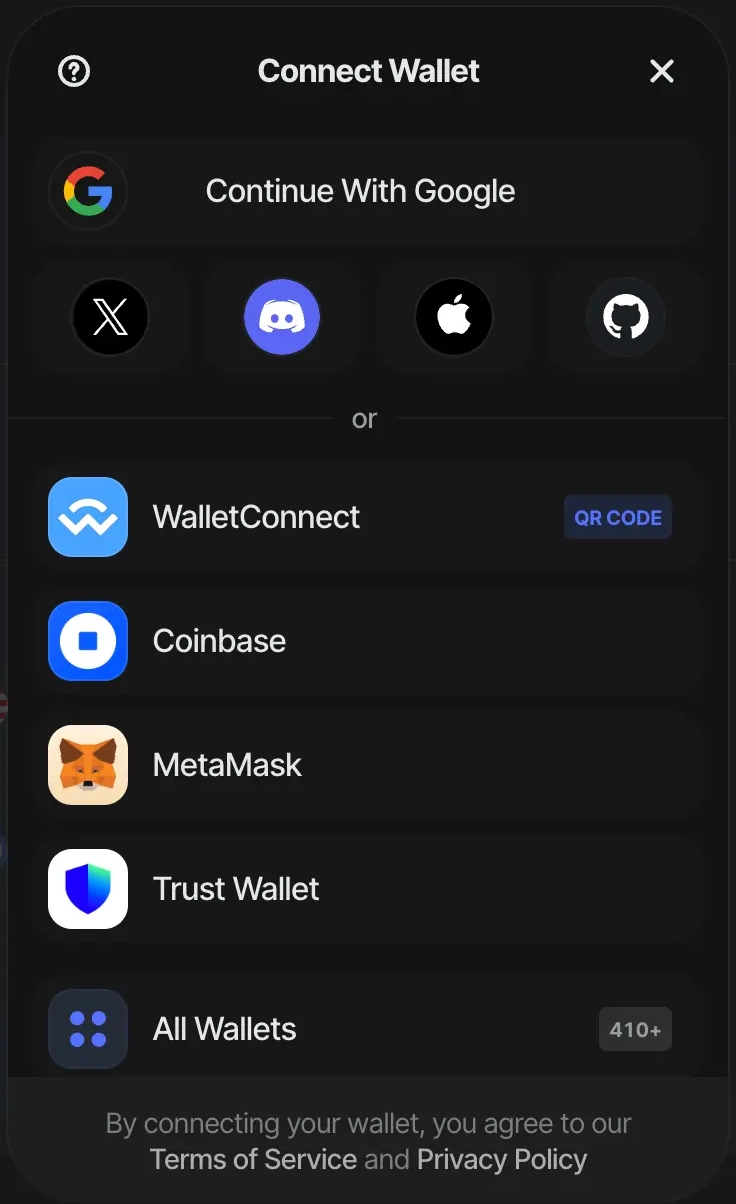 Connect Wallet
Continue With Google
or
WalletConnect
QR CODE
Coinbase
MetaMask
Trust Wallet
All Wallets
410+
By connecting your wallet, you agree to our
Terms of Service and Privacy Policy